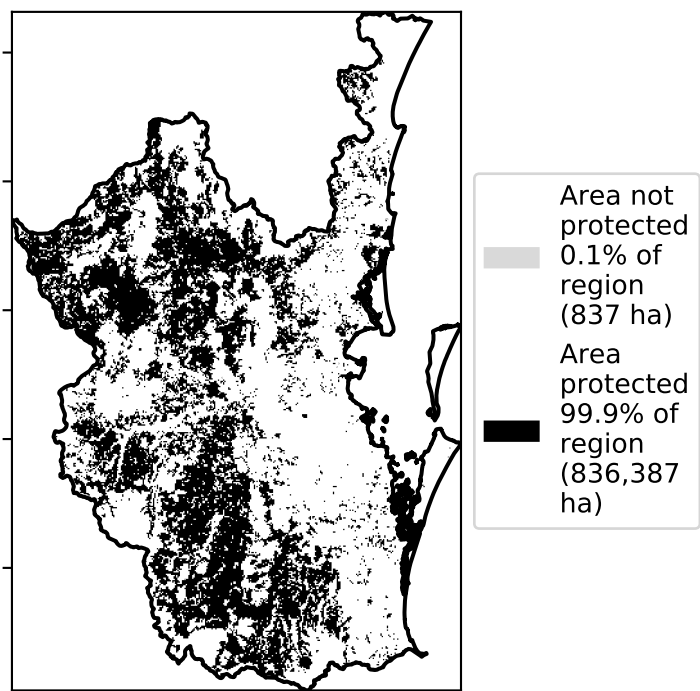 Area not
protected
0.1% of
region
(837 ha)
Area
protected
99.9% of
region
(836,387
ha)